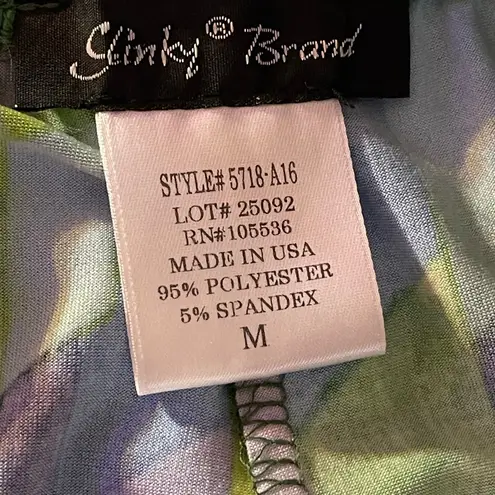 Slinky® Brand
STYLE# 5718-A16
LOT# 25092
RN#105536
MADE IN USA
95% POLYESTER
5% SPANDEX
M